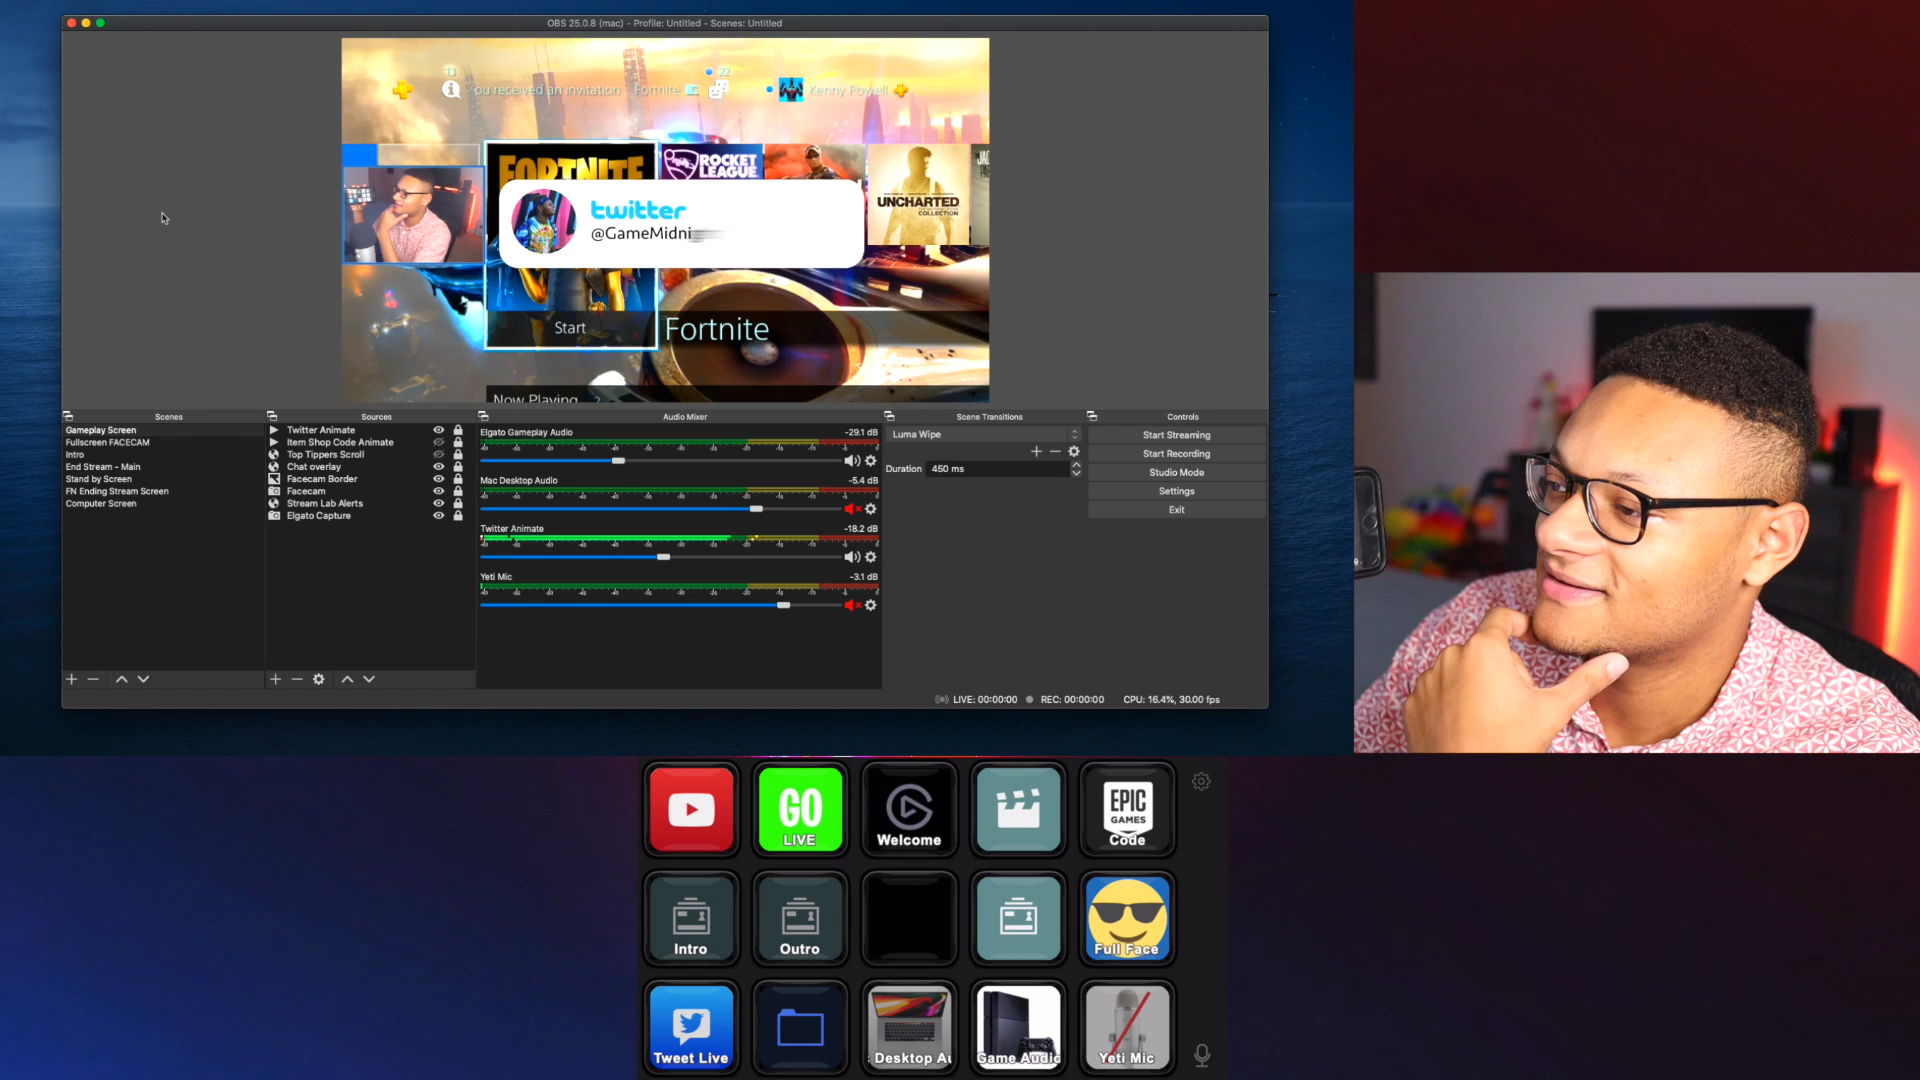 OBS 25.0.8 (mac) - Profile: Untitled - Scenes: Untitled
13
22
ou received an invitation
Fortnite
Kenny Powell
FORTNITE
ROCKET
LEAGUE
UNCHARTED
COLLECTION
twitter
@GameMidni
Start
Fortnite
Now Playing
Scenes
Gameplay Screen
Fullscreen FACECAM
Intro
End Stream - Main
Stand by Screen
FN Ending Stream Screen
Computer Screen
Sources
Twitter Animate
Item Shop Code Animate
Top Tippers Scroll
Chat overlay
Facecam Border
Facecam
Stream Lab Alerts
Elgato Capture
Audio Mixer
Elgato Gameplay Audio
-29.1 dB
Mac Desktop Audio
-5.4 dB
Twitter Animate
-18.2 dB
Yeti Mic
-3.1 dB
Scene Transitions
Luma Wipe
Duration
450 ms
Controls
Start Streaming
Start Recording
Studio Mode
Settings
Exit
LIVE: 00:00:00
REC: 00:00:00
CPU: 16.4%, 30.00 fps
GO
LIVE
Welcome
EPIC
GAMES
Code
Intro
Outro
Full Face
Tweet Live
Desktop Au
Game Audio
Yeti Mic